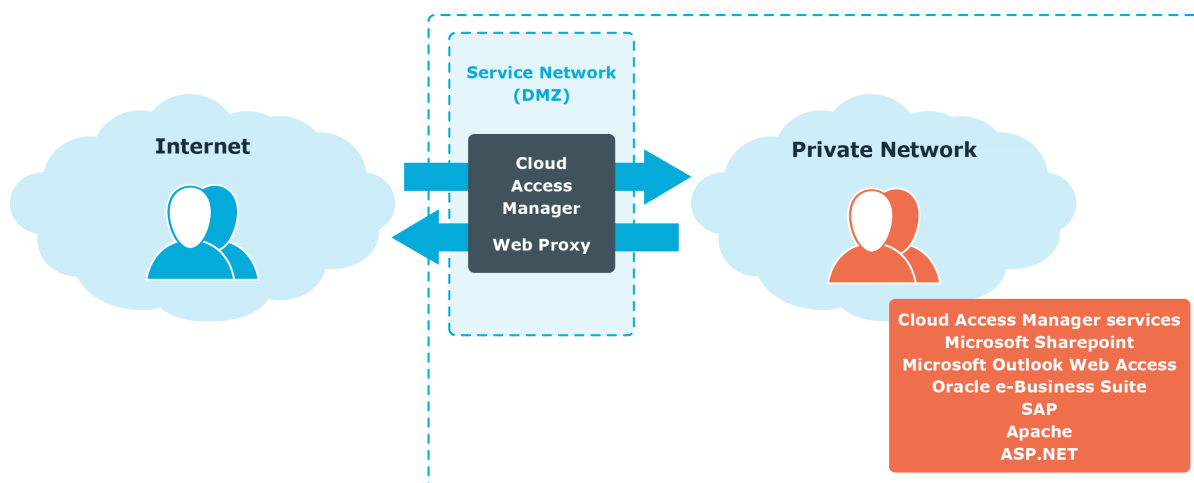 Service Network
(DMZ)
Internet
Cloud
Access
Manager
Web Proxy
Private Network
Cloud Access Manager services
Microsoft Sharepoint
Microsoft Outlook Web Access
Oracle e-Business Suite
SAP
Apache
ASP.NET